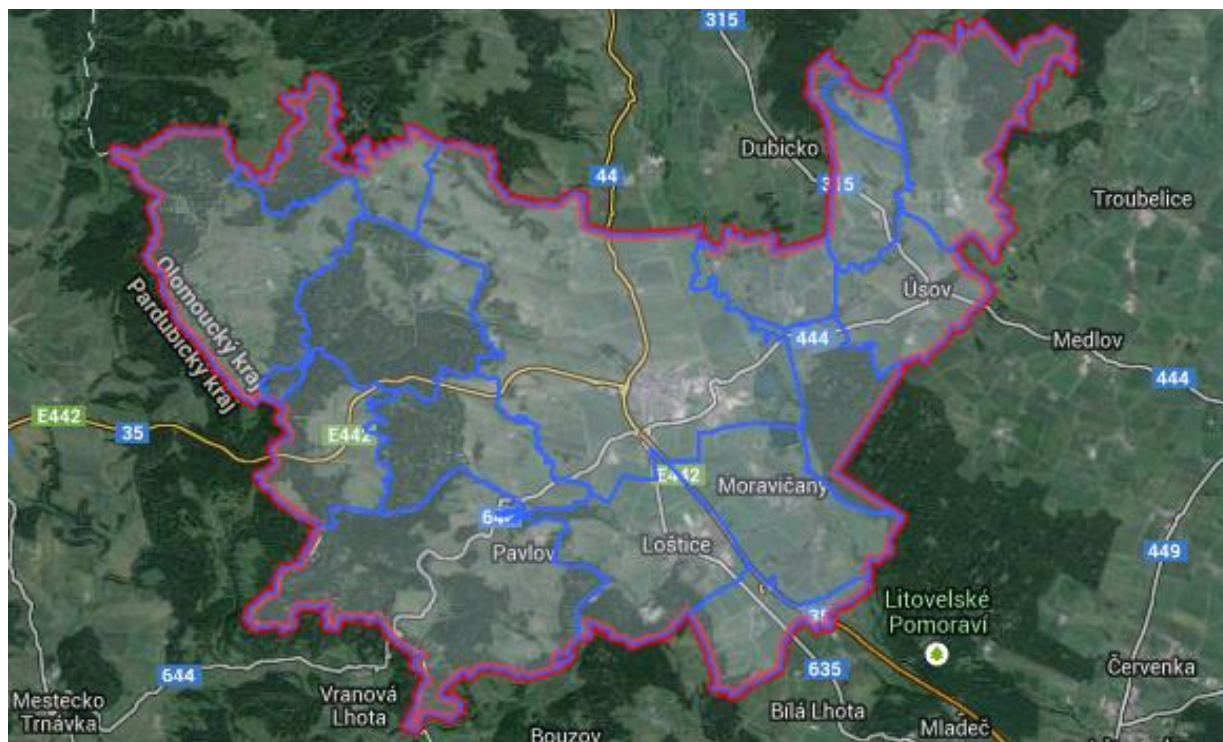 315
44
Dubicko
315
Troubelice
Olomoucký kraj
Pardubický kraj
Úsov
444
Medlov
444
E442
35
E442
E442
Moravičany
Pavlov
Loštice
449
Litovelské
Pomoraví
35
644
635
Červenka
Mestecko
Trnávka
Vranová
Lhota
Bílá Lhota
Mladeč
Bouzov